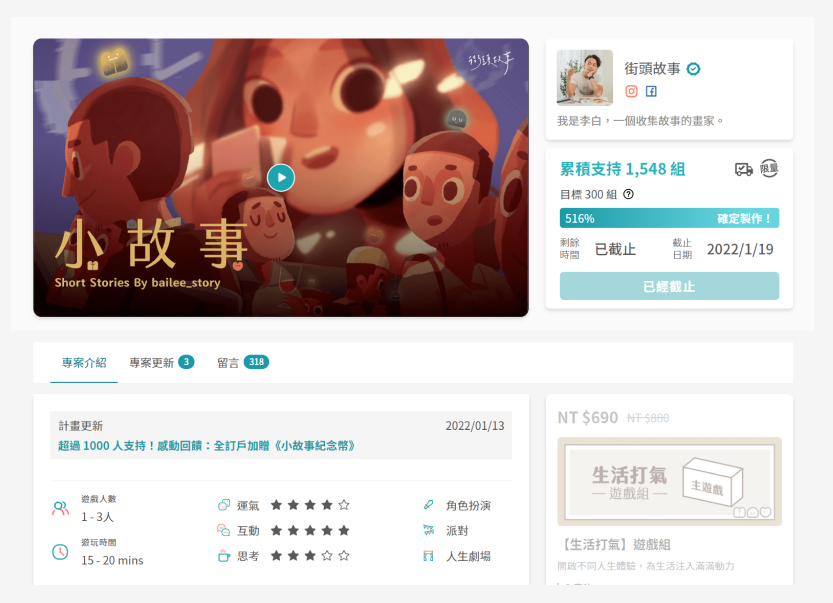 街頭故事
小故事
Short Stories By bailee_story
街頭故事
我是李白，一個收集故事的畫家。
累積支持 1,548 組
限量
目標 300 組
516%
確定製作！
剩餘時間
已截止
截止日期
2022/1/19
已經截止
專案介紹
專案更新 3
留言 318
計畫更新
2022/01/13
超過 1000 人支持！感動回饋：全訂戶加贈《小故事紀念幣》
遊戲人數
1 - 3人
遊玩時間
15 - 20 mins
運氣 ★★★★☆
互動 ★★★★★
思考 ★★★☆☆
角色扮演
派對
人生劇場
NT $690 NT $880
生活打氣
— 遊戲組 —
主遊戲
【生活打氣】遊戲組
開啟不同人生體驗，為生活注入滿滿動力